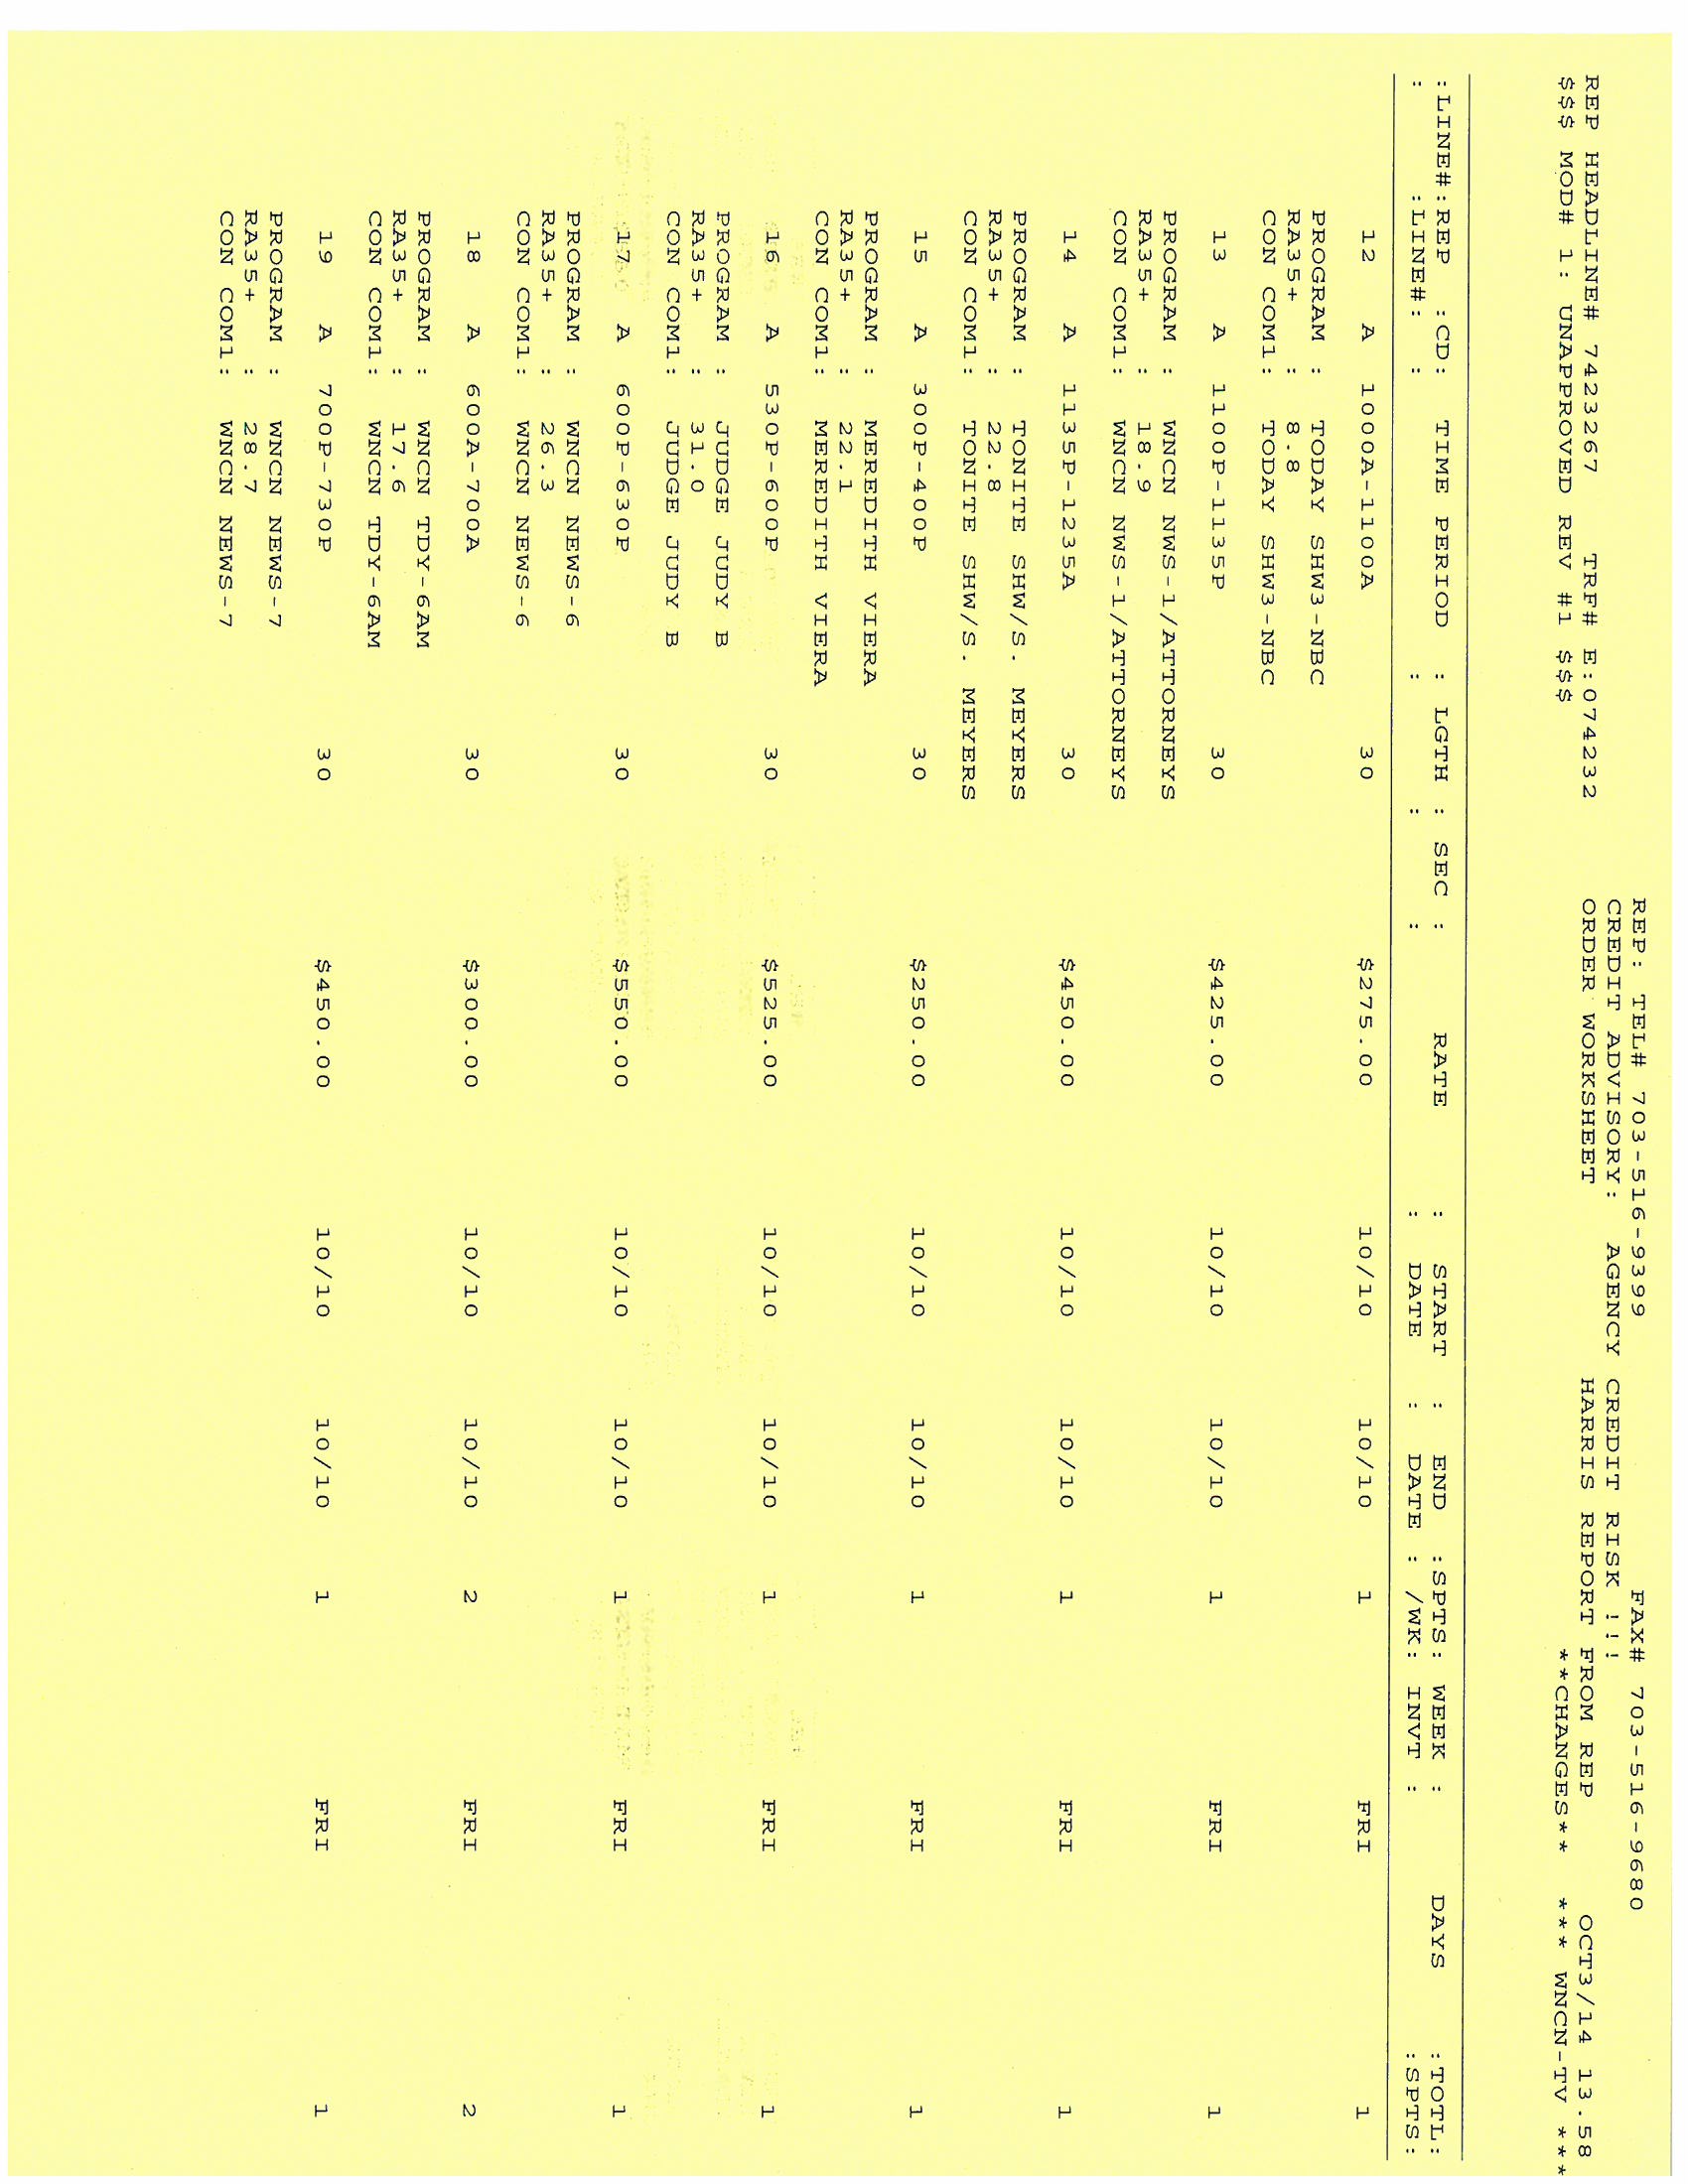 REP: TEL# 703-516-9399 FAX# 703-516-9680
CREDIT ADVISORY: AGENCY CREDIT RISK !!!
REP HEADLINE# 7423267 TRF# E:074232 ORDER WORKSHEET HARRIS REPORT FROM REP OCT3/14 13.58
$$$ MOD# 1: UNAPPROVED REV #1 $$$ **CHANGES** *** WNCN-TV ***
:LINE#:REP :CD: TIME PERIOD : LGTH : SEC : RATE : START : END :SPTS: WEEK : DAYS :TOTL:
: :LINE#: : : : : : DATE : DATE : /WK: INVT : :SPTS:
12 A 1000A-1100A 30 $275.00 10/10 10/10 1 FRI 1
PROGRAM : TODAY SHW3-NBC
RA35+ : 8.8
CON COM1: TODAY SHW3-NBC
13 A 1100P-1135P 30 $425.00 10/10 10/10 1 FRI 1
PROGRAM : WNCN NWS-1/ATTORNEYS
RA35+ : 18.9
CON COM1: WNCN NWS-1/ATTORNEYS
14 A 1135P-1235A 30 $450.00 10/10 10/10 1 FRI 1
PROGRAM : TONITE SHW/S. MEYERS
RA35+ : 22.8
CON COM1: TONITE SHW/S. MEYERS
15 A 300P-400P 30 $250.00 10/10 10/10 1 FRI 1
PROGRAM : MEREDITH VIERA
RA35+ : 22.1
CON COM1: MEREDITH VIERA
16 A 530P-600P 30 $525.00 10/10 10/10 1 FRI 1
PROGRAM : JUDGE JUDY B
RA35+ : 31.0
CON COM1: JUDGE JUDY B
17 A 600P-630P 30 $550.00 10/10 10/10 1 FRI 1
PROGRAM : WNCN NEWS-6
RA35+ : 26.3
CON COM1: WNCN NEWS-6
18 A 600A-700A 30 $300.00 10/10 10/10 2 FRI 2
PROGRAM : WNCN TDY-6AM
RA35+ : 17.6
CON COM1: WNCN TDY-6AM
19 A 700P-730P 30 $450.00 10/10 10/10 1 FRI 1
PROGRAM : WNCN NEWS-7
RA35+ : 28.7
CON COM1: WNCN NEWS-7